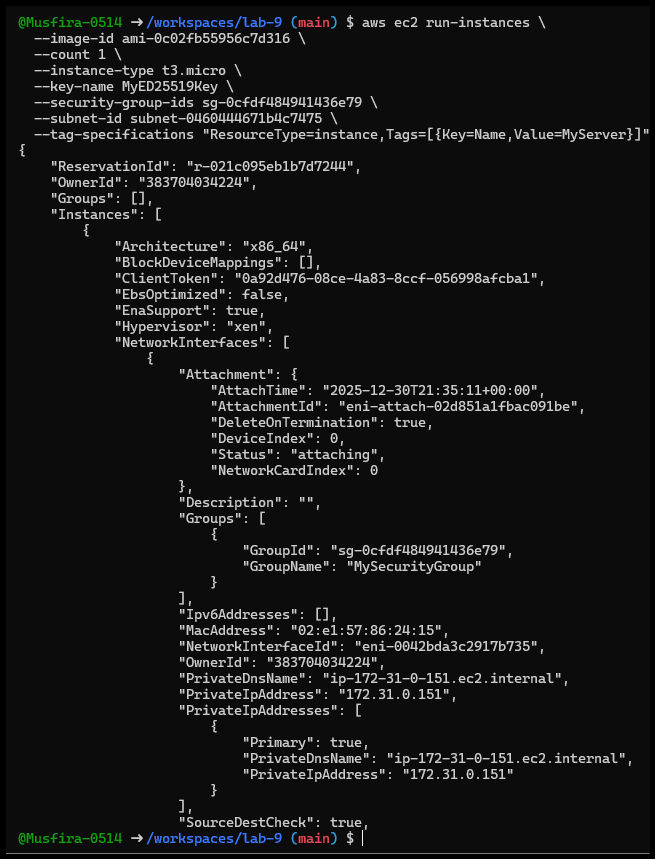 @Musfira-0514 ➜ /workspaces/lab-9 (main) $ aws ec2 run-instances \
  --image-id ami-0c02fb55956c7d316 \
  --count 1 \
  --instance-type t3.micro \
  --key-name MyED25519Key \
  --security-group-ids sg-0cfdf484941436e79 \
  --subnet-id subnet-0460444671b4c7475 \
  --tag-specifications "ResourceType=instance,Tags=[{Key=Name,Value=MyServer}]"
{
    "ReservationId": "r-021c095eb1b7d7244",
    "OwnerId": "383704034224",
    "Groups": [],
    "Instances": [
        {
            "Architecture": "x86_64",
            "BlockDeviceMappings": [],
            "ClientToken": "0a92d476-08ce-4a83-8ccf-056998afcba1",
            "EbsOptimized": false,
            "EnaSupport": true,
            "Hypervisor": "xen",
            "NetworkInterfaces": [
                {
                    "Attachment": {
                        "AttachTime": "2025-12-30T21:35:11+00:00",
                        "AttachmentId": "eni-attach-02d851a1fbac091be",
                        "DeleteOnTermination": true,
                        "DeviceIndex": 0,
                        "Status": "attaching",
                        "NetworkCardIndex": 0
                    },
                    "Description": "",
                    "Groups": [
                        {
                            "GroupId": "sg-0cfdf484941436e79",
                            "GroupName": "MySecurityGroup"
                        }
                    ],
                    "Ipv6Addresses": [],
                    "MacAddress": "02:e1:57:86:24:15",
                    "NetworkInterfaceId": "eni-0042bda3c2917b735",
                    "OwnerId": "383704034224",
                    "PrivateDnsName": "ip-172-31-0-151.ec2.internal",
                    "PrivateIpAddress": "172.31.0.151",
                    "PrivateIpAddresses": [
                        {
                            "Primary": true,
                            "PrivateDnsName": "ip-172-31-0-151.ec2.internal",
                            "PrivateIpAddress": "172.31.0.151"
                        }
                    ],
                    "SourceDestCheck": true,
@Musfira-0514 ➜ /workspaces/lab-9 (main) $